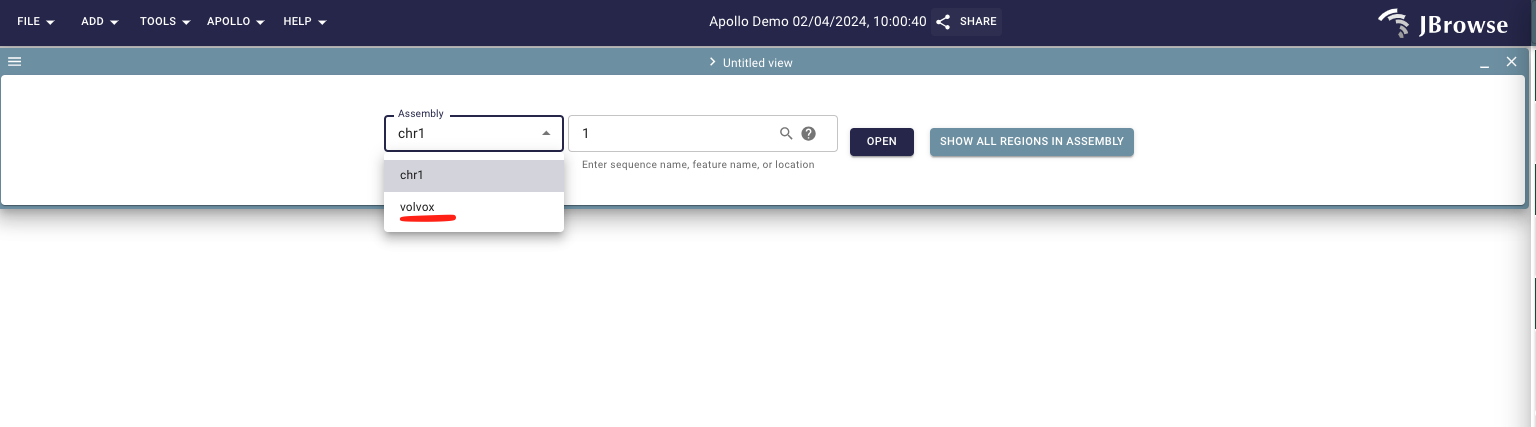 FILE ADD TOOLS APOLLO HELP Apollo Demo 02/04/2024, 10:00:40 SHARE JBrowse
Untitled view
Assembly
chr1 1 OPEN SHOW ALL REGIONS IN ASSEMBLY
Enter sequence name, feature name, or location
chr1
volvox